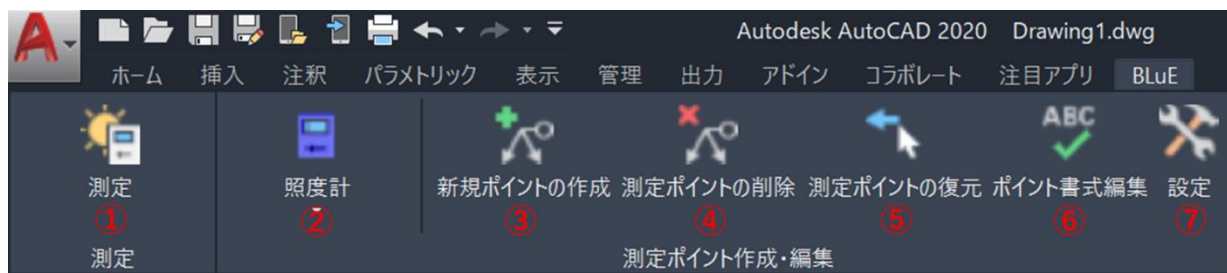 Autodesk AutoCAD 2020 Drawing1.dwg
ホーム 挿入 注釈 パラメトリック 表示 管理 出力 アドイン コラボレート 注目アプリ BLuE
ABC
測定 照度計 新規ポイントの作成 測定ポイントの削除 測定ポイントの復元 ポイント書式編集 設定
① ② ③ ④ ⑤ ⑥ ⑦
測定 測定ポイント作成・編集